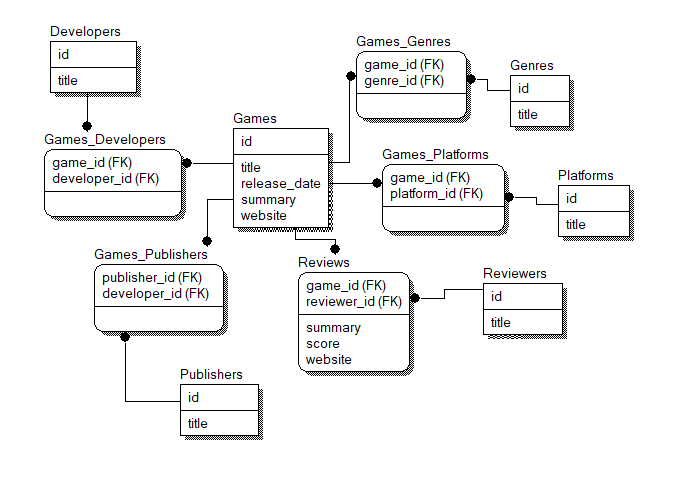 Developers
id
title
Games_Developers
game_id (FK)
developer_id (FK)
Games
id
title
release_date
summary
website
Games_Genres
game_id (FK)
genre_id (FK)
Genres
id
title
Games_Platforms
game_id (FK)
platform_id (FK)
Platforms
id
title
Games_Publishers
publisher_id (FK)
developer_id (FK)
Reviews
game_id (FK)
reviewer_id (FK)
summary
score
website
Reviewers
id
title
Publishers
id
title